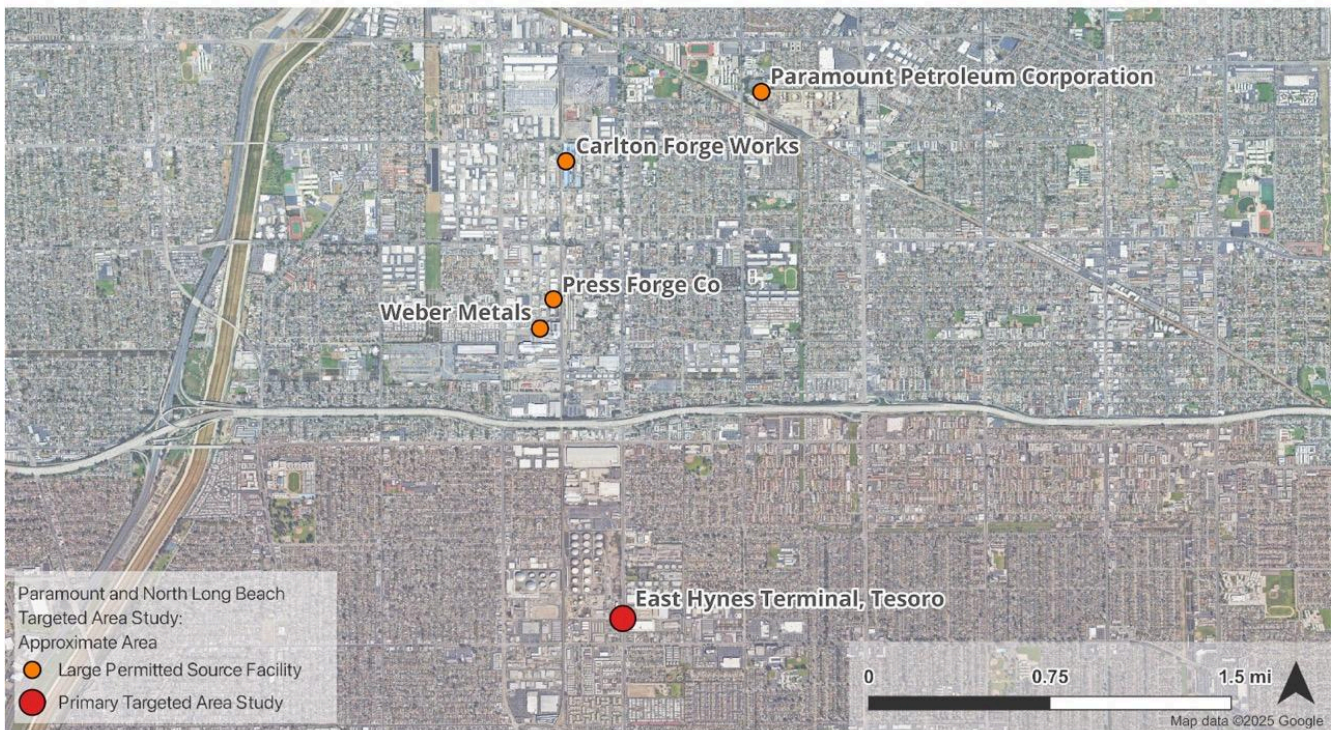 Paramount Petroleum Corporation
Carlton Forge Works
Press Forge Co
Weber Metals
East Hynes Terminal, Tesoro
Paramount and North Long Beach
Targeted Area Study:
Approximate Area
Large Permitted Source Facility
Primary Targeted Area Study
0 0.75 1.5 mi
Map data ©2025 Google